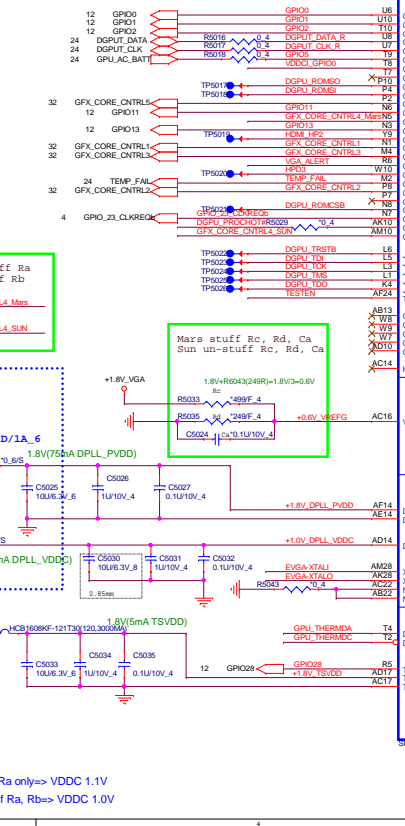 12 GPIO0 GPIO0 U6
12 GPIO1 GPIO1 U10
12 GPIO2 GPIO2 T10
24 DGPUT_DATA R5016 0_4 DGPUT_DATA_R U8
24 DGPUT_CLK R5017 0_4 DGPUT_CLK_R U7
24 GPU_AC_BATT R5018 0_4 GPIO5 T9
VDDCI_GPIO0 T8
T7
TP5017 DGPU_ROMSO P10
TP5018 DGPU_ROMSI P4
32 GFX_CORE_CNTRL5 P2
12 GPIO11 GPIO11 N6
GFX_CORE_CNTRL4_Mars N5
12 GPIO13 GPIO13 N3
TP5019 HDMI_HP2 Y9
32 GFX_CORE_CNTRL1 GFX_CORE_CNTRL1 N1
32 GFX_CORE_CNTRL3 GFX_CORE_CNTRL3 M4
VGA_ALERT R6
TP5020 HPD3 W10
24 TEMP_FAIL TEMP_FAIL M2
32 GFX_CORE_CNTRL2 GFX_CORE_CNTRL2 P8
P7
TP5021 DGPU_ROMCSB N8
4 GPIO_23_CLKREQb GPIO_23_CLKREQb N7
DGPU_PROCHOT# R5029 *0_4 AK10
GFX_CORE_CNTRL4_SUN AM10
TP5022 DGPU_TRSTB L6
TP5023 DGPU_TDI L5
TP5024 DGPU_TCK L3
TP5025 DGPU_TMS L1
TP5026 DGPU_TDO K4
TESTEN AF24
ff Ra
f Rb
L4_Mars
L4_SUN
AB13
W8
W9
W7
AD10
AC14
Mars stuff Rc, Rd, Ca
Sun un-stuff Rc, Rd, Ca
+1.8V_VGA
1.8V+R6043(249R)=1.8V/3=0.6V
Rc
R5033 *499/F_4
R5035 Rd *249/F_4
+0.6V_VREFG AC16
C5024 Ca *0.1U/10V_4
D/1A_6
1.8V(75mA DPLL_PVDD)
*0_6/S
C5025
10U/6.3V_6
C5026
1U/10V_4
C5027
0.1U/10V_4
+1.8V_DPLL_PVDD AF14
AE14
/S
+1.0V_DPLL_VDDC AD14
mA DPLL_VDDC)
C5030
10U/6.3V_8
C5031
1U/10V_4
C5032
0.1U/10V_4
0.85mm
EVGA-XTALI AM28
EVGA-XTALO AK28
R5043 *0_4 AC22
AB22
1.8V(5mA TSVDD)
HCB1608KF-121T30(120,3000MA)
GPU_THERMDA T4
GPU_THERMDC T2
C5033
10U/6.3V_6
C5034
1U/10V_4
C5035
0.1U/10V_4
12 GPIO28 GPIO28 R5
+1.8V_TSVDD AD17
AC17
Ra only=> VDDC 1.1V
f Ra, Rb=> VDDC 1.0V
4